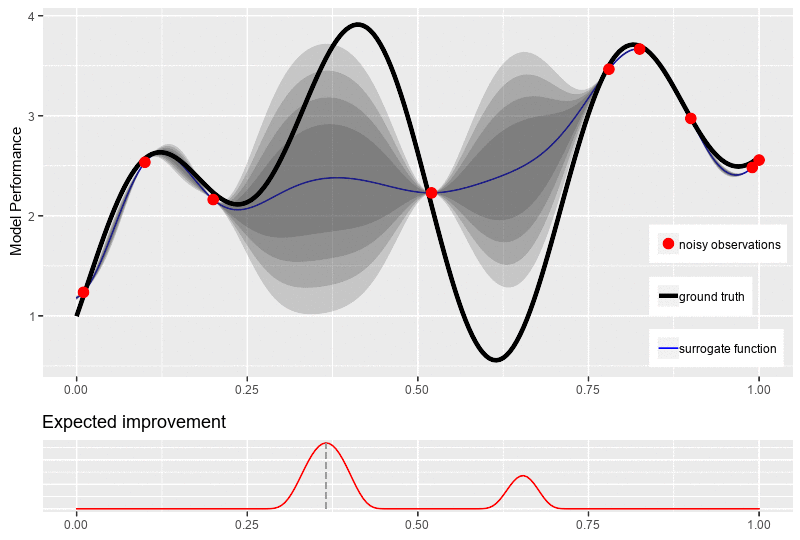 4
3
2
1
Model Performance
noisy observations
ground truth
surrogate function
0.00 0.25 0.50 0.75 1.00
Expected improvement
0.00 0.25 0.50 0.75 1.00